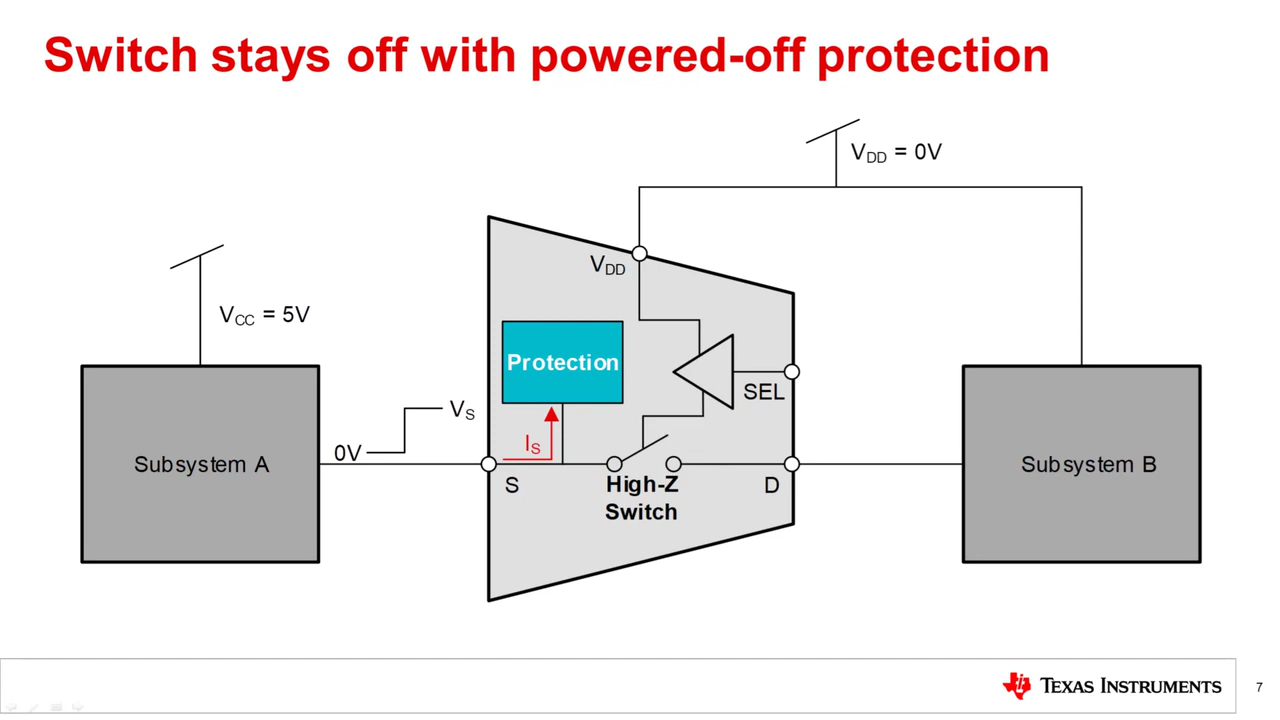 Switch stays off with powered-off protection
VDD = 0V
VDD
VCC = 5V
Protection
SEL
VS
0V
IS
Subsystem A
Subsystem B
S
High-Z
Switch
D
TEXAS INSTRUMENTS
7